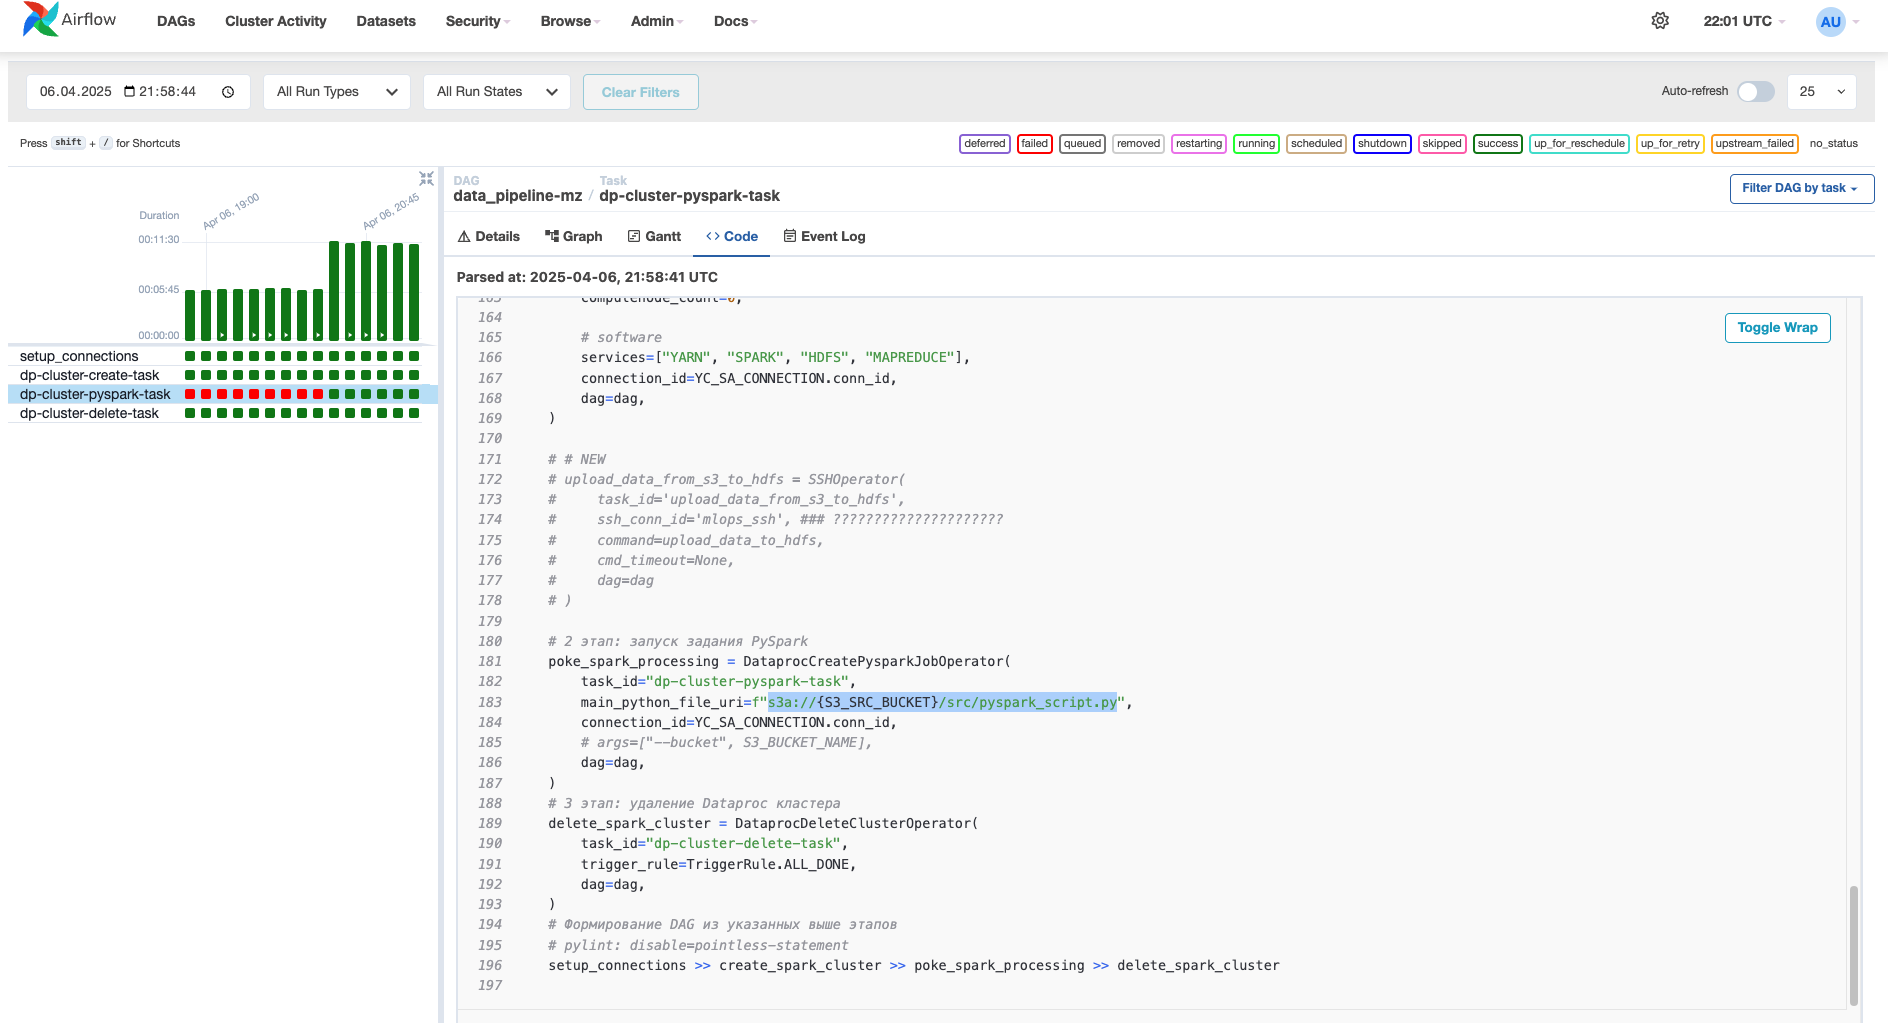 Airflow
DAGs
Cluster Activity
Datasets
Security
Browse
Admin
Docs
22:01 UTC
AU
06.04.2025 21:58:44
All Run Types
All Run States
Clear Filters
Auto-refresh
25
Press shift + / for Shortcuts
deferred
failed
queued
removed
restarting
running
scheduled
shutdown
skipped
success
up_for_reschedule
up_for_retry
upstream_failed
no_status
Duration
Apr 06, 19:00
Apr 06, 20:45
00:11:30
00:05:45
00:00:00
setup_connections
dp-cluster-create-task
dp-cluster-pyspark-task
dp-cluster-delete-task
DAG
data_pipeline-mz
/
Task
dp-cluster-pyspark-task
Filter DAG by task
Details
Graph
Gantt
<> Code
Event Log
Parsed at: 2025-04-06, 21:58:41 UTC
Toggle Wrap
163         computenode_count=0,
164
165         # software
166         services=["YARN", "SPARK", "HDFS", "MAPREDUCE"],
167         connection_id=YC_SA_CONNECTION.conn_id,
168         dag=dag,
169     )
170
171     # # NEW
172     # upload_data_from_s3_to_hdfs = SSHOperator(
173     #     task_id='upload_data_from_s3_to_hdfs',
174     #     ssh_conn_id='mlops_ssh', ### ?????????????????????
175     #     command=upload_data_to_hdfs,
176     #     cmd_timeout=None,
177     #     dag=dag
178     # )
179
180     # 2 этап: запуск задания PySpark
181     poke_spark_processing = DataprocCreatePysparkJobOperator(
182         task_id="dp-cluster-pyspark-task",
183         main_python_file_uri=f"s3a://{S3_SRC_BUCKET}/src/pyspark_script.py",
184         connection_id=YC_SA_CONNECTION.conn_id,
185         # args=["--bucket", S3_BUCKET_NAME],
186         dag=dag,
187     )
188     # 3 этап: удаление Dataproc кластера
189     delete_spark_cluster = DataprocDeleteClusterOperator(
190         task_id="dp-cluster-delete-task",
191         trigger_rule=TriggerRule.ALL_DONE,
192         dag=dag,
193     )
194     # Формирование DAG из указанных выше этапов
195     # pylint: disable=pointless-statement
196     setup_connections >> create_spark_cluster >> poke_spark_processing >> delete_spark_cluster
197